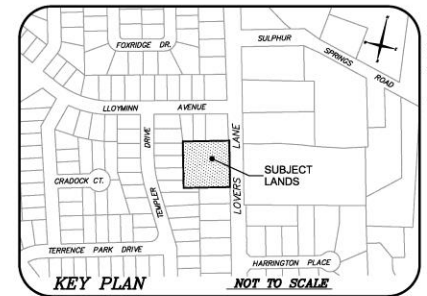 FOXRIDGE DR.
SULPHUR
SPRINGS
ROAD
LLOYMINN AVENUE
DRIVE
LANE
SUBJECT
LANDS
CRADOCK CT.
TEMPLER
LOVERS
TERRENCE PARK DRIVE
HARRINGTON PLACE
KEY PLAN
NOT TO SCALE